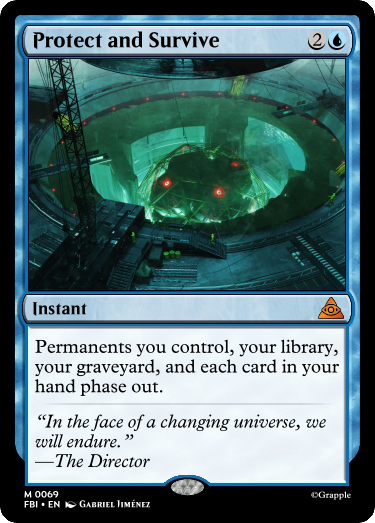 Protect and Survive 2
Instant
Permanents you control, your library,
your graveyard, and each card in your
hand phase out.
“In the face of a changing universe, we
will endure.”
—The Director
M 0069
FBI • EN Gabriel Jiménez
©Grapple